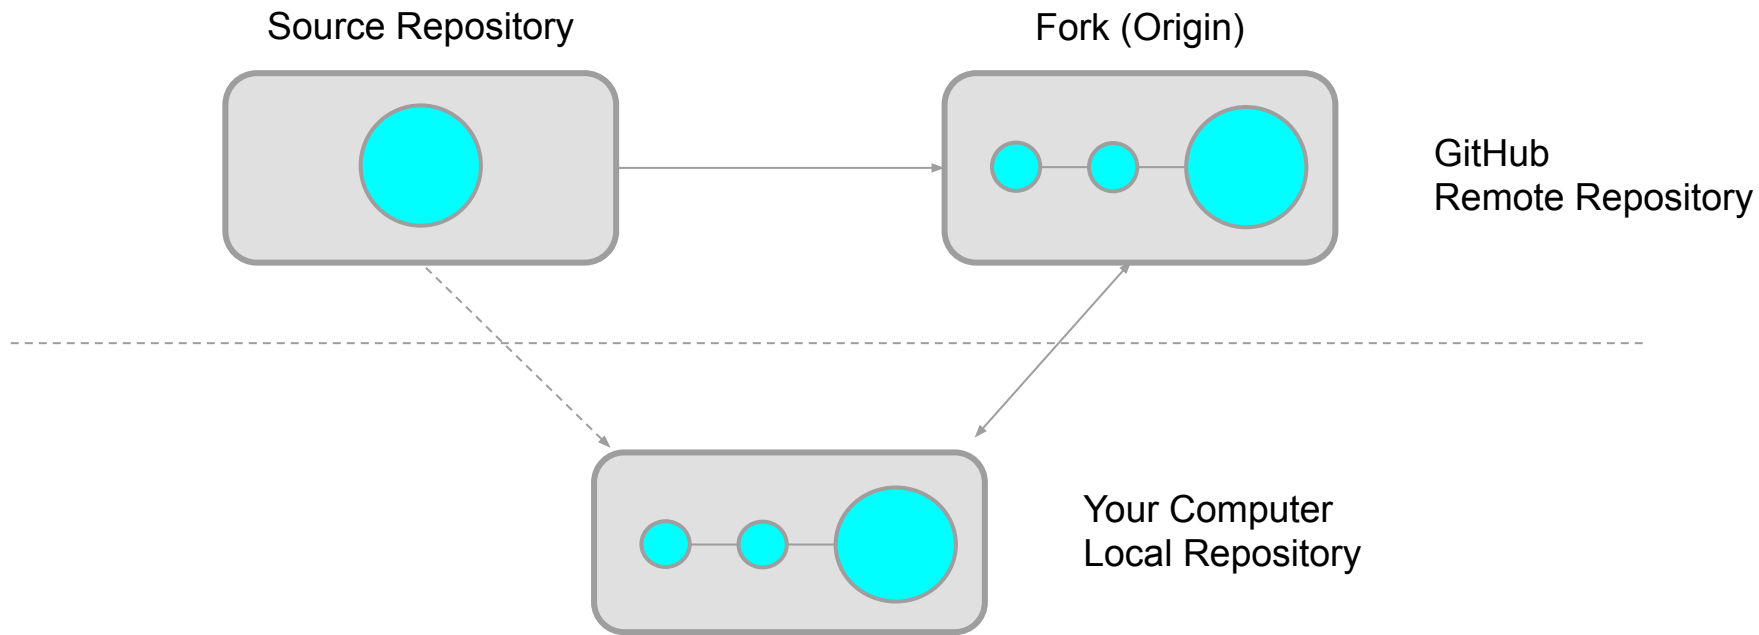 Source Repository
Fork (Origin)
GitHub
Remote Repository
Your Computer
Local Repository